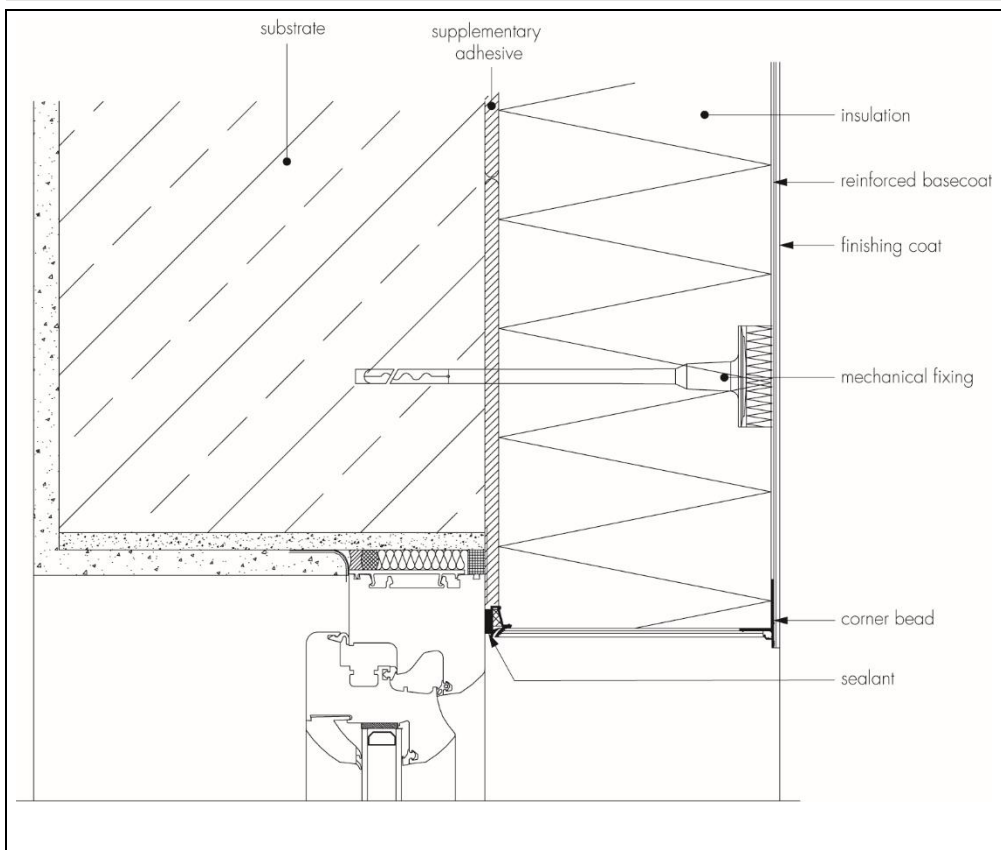 substrate
supplementary
adhesive
insulation
reinforced basecoat
finishing coat
mechanical fixing
corner bead
sealant